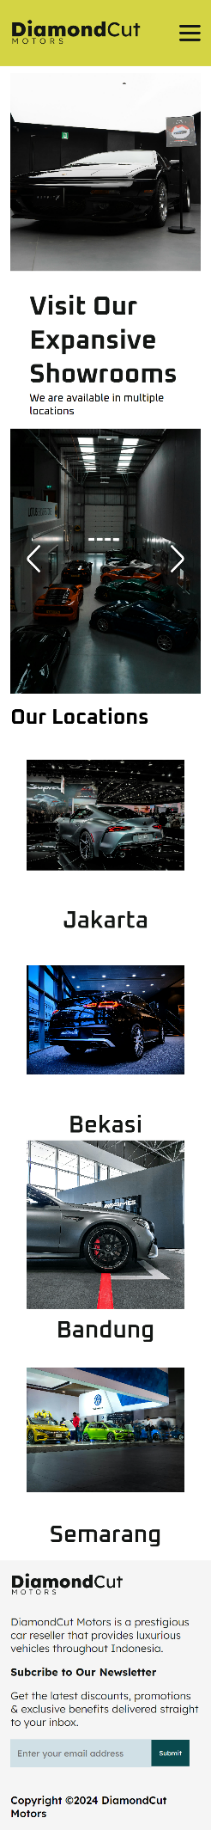 DiamondCut
MOTORS
Visit Our
Expansive
Showrooms
We are available in multiple
locations
Our Locations
Jakarta
Bekasi
Bandung
Semarang
DiamondCut
MOTORS
DiamondCut Motors is a prestigious
car reseller that provides luxurious
vehicles throughout Indonesia.
Subcribe to Our Newsletter
Get the latest discounts, promotions
& exclusive benefits delivered straight
to your inbox.
Enter your email address
Submit
Copyright ©2024 DiamondCut
Motors